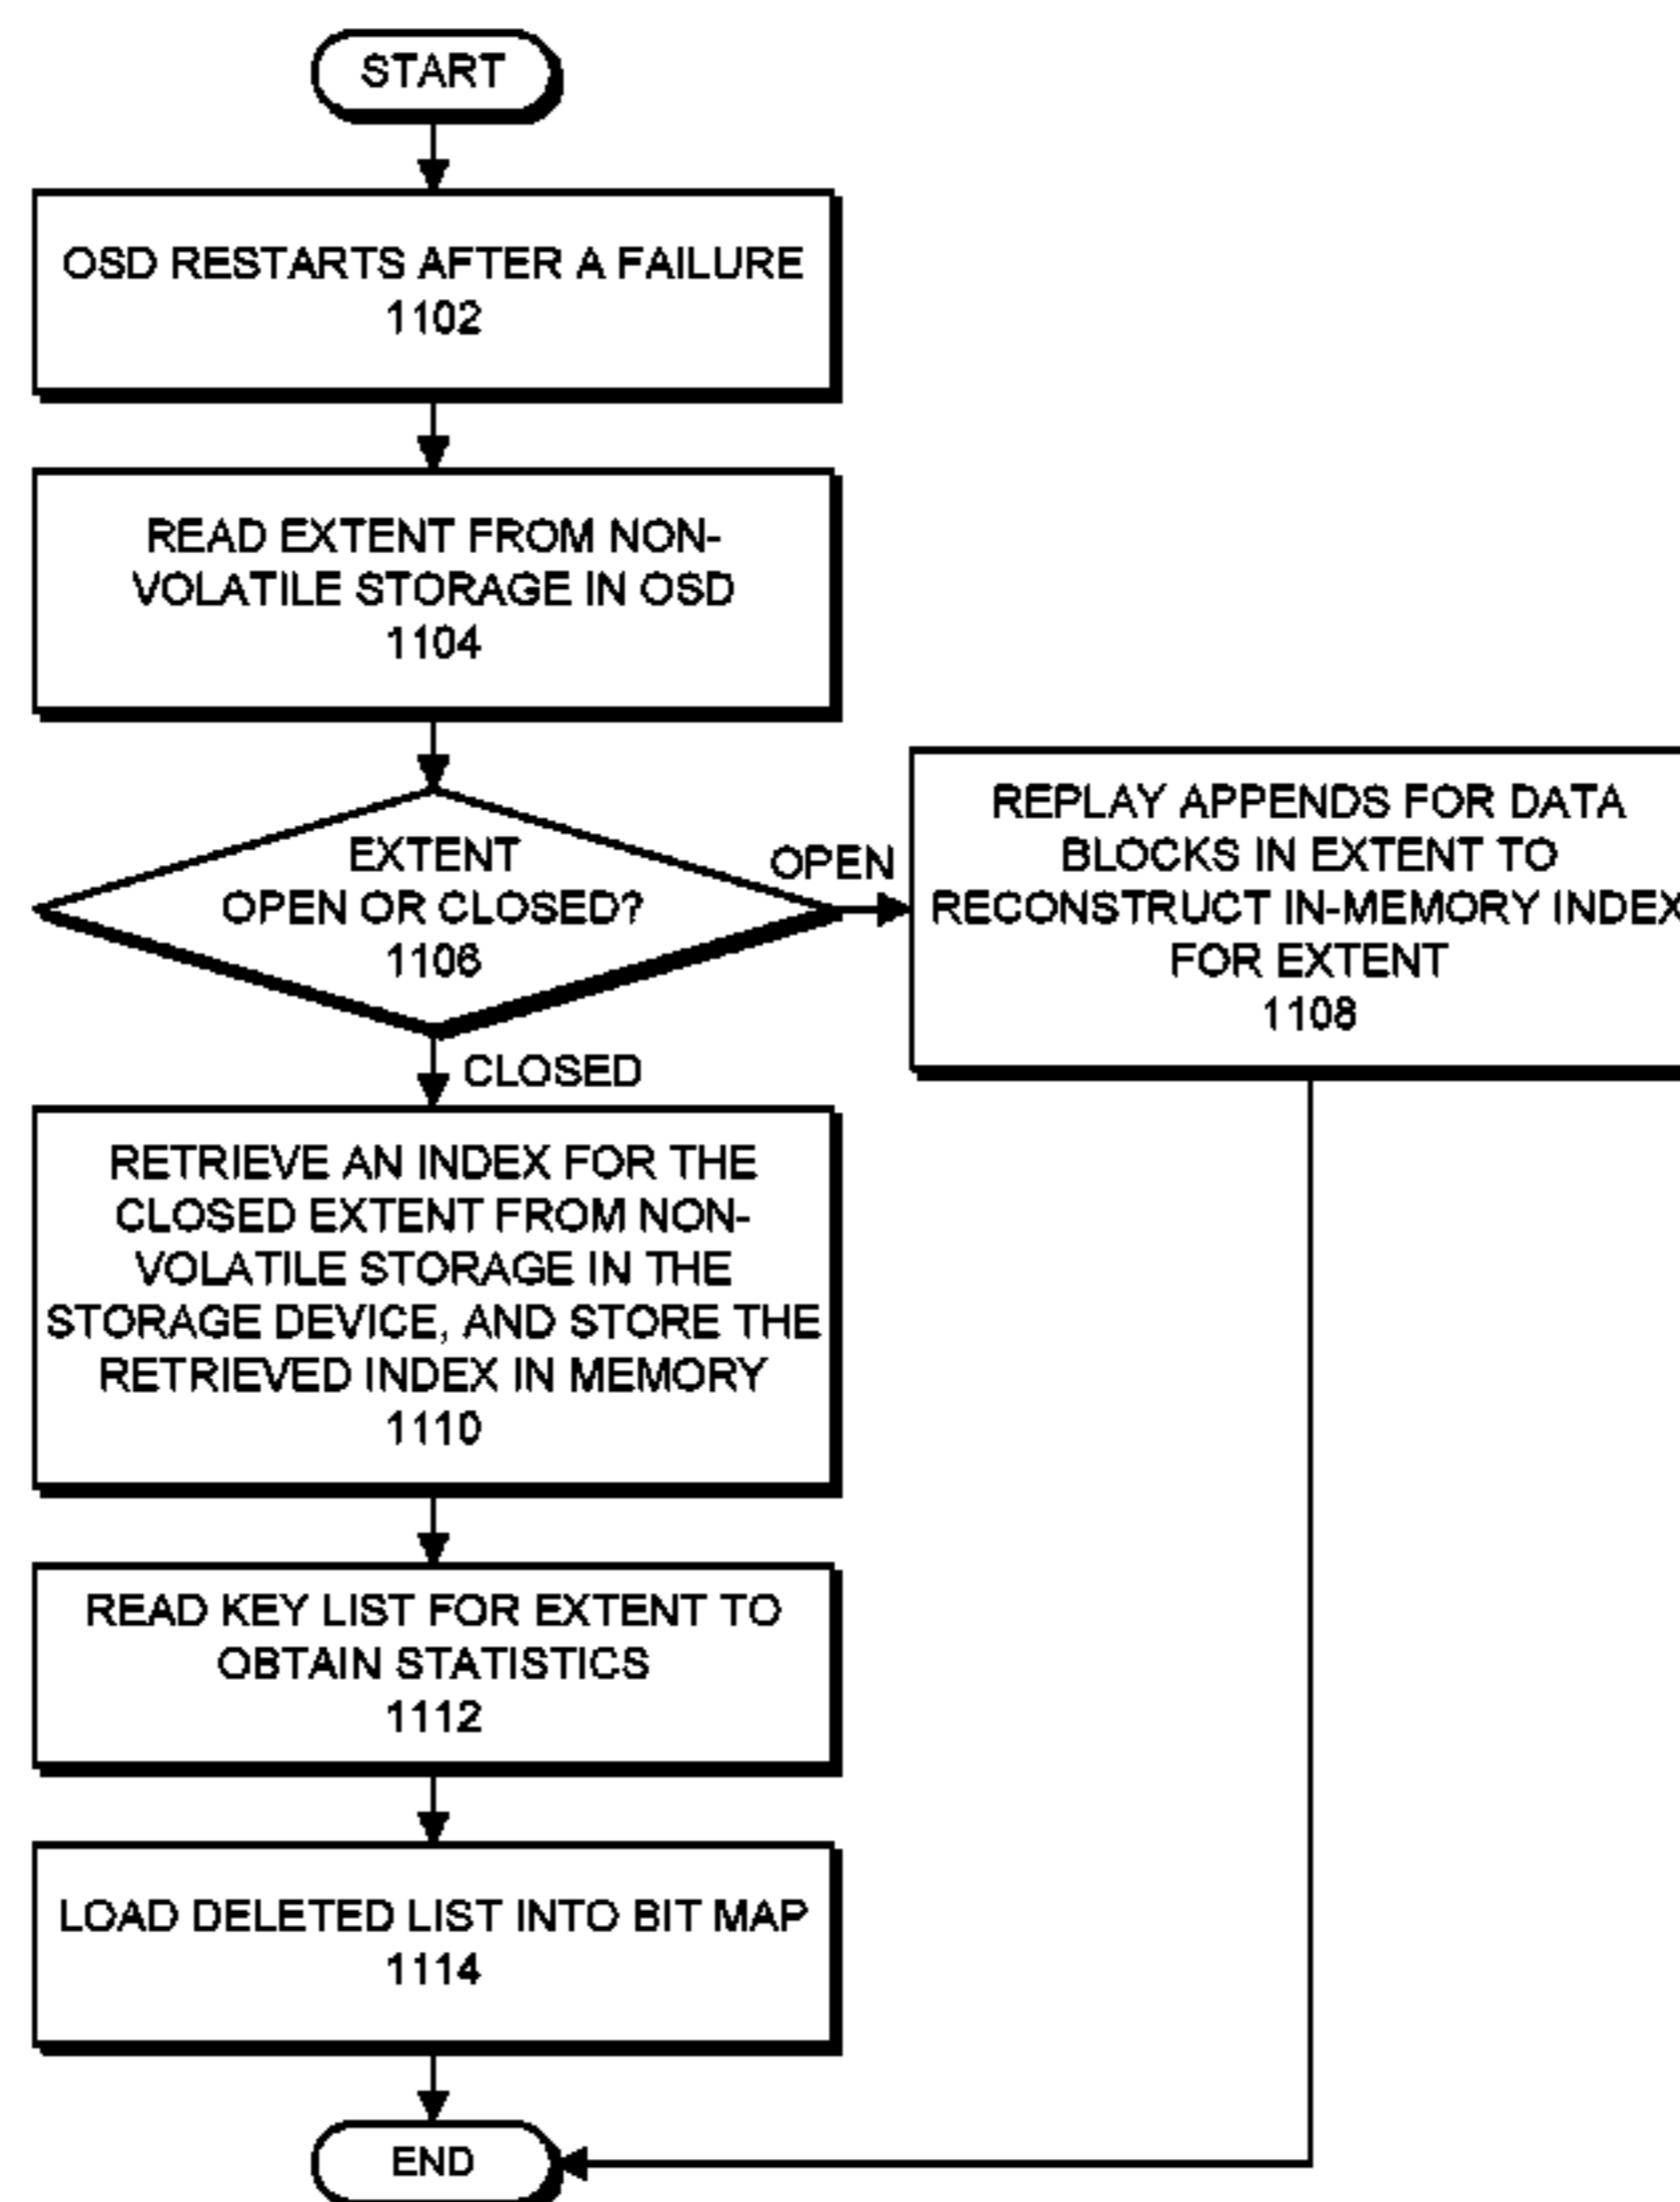 START
OSD RESTARTS AFTER A FAILURE
1102
READ EXTENT FROM NON-
VOLATILE STORAGE IN OSD
1104
EXTENT
OPEN OR CLOSED?
1106
OPEN
REPLAY APPENDS FOR DATA
BLOCKS IN EXTENT TO
RECONSTRUCT IN-MEMORY INDEX
FOR EXTENT
1108
CLOSED
RETRIEVE AN INDEX FOR THE
CLOSED EXTENT FROM NON-
VOLATILE STORAGE IN THE
STORAGE DEVICE, AND STORE THE
RETRIEVED INDEX IN MEMORY
1110
READ KEY LIST FOR EXTENT TO
OBTAIN STATISTICS
1112
LOAD DELETED LIST INTO BIT MAP
1114
END